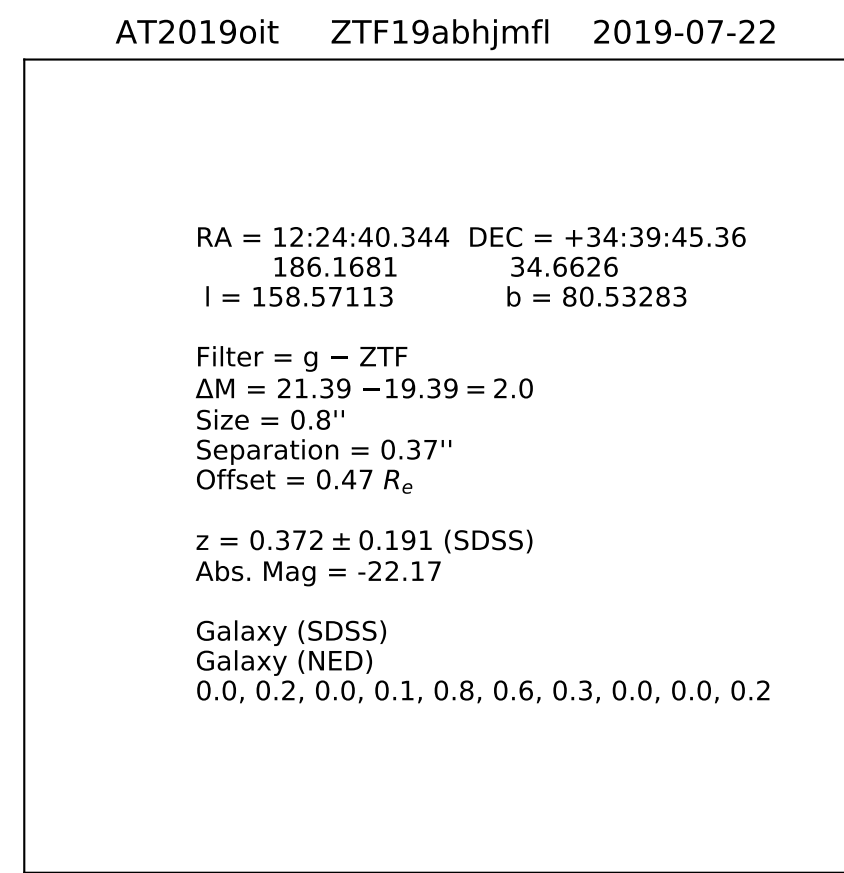 AT2019oit ZTF19abhjmfl 2019-07-22
RA = 12:24:40.344 DEC = +34:39:45.36
186.1681 34.6626
l = 158.57113 b = 80.53283
Filter = g − ZTF
ΔM = 21.39 −19.39 = 2.0
Size = 0.8''
Separation = 0.37''
Offset = 0.47 Re
z = 0.372 ± 0.191 (SDSS)
Abs. Mag = -22.17
Galaxy (SDSS)
Galaxy (NED)
0.0, 0.2, 0.0, 0.1, 0.8, 0.6, 0.3, 0.0, 0.0, 0.2